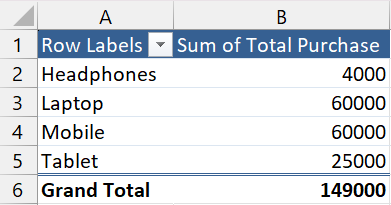 A B
1 Row Labels Sum of Total Purchase
2 Headphones 4000
3 Laptop 60000
4 Mobile 60000
5 Tablet 25000
6 Grand Total 149000